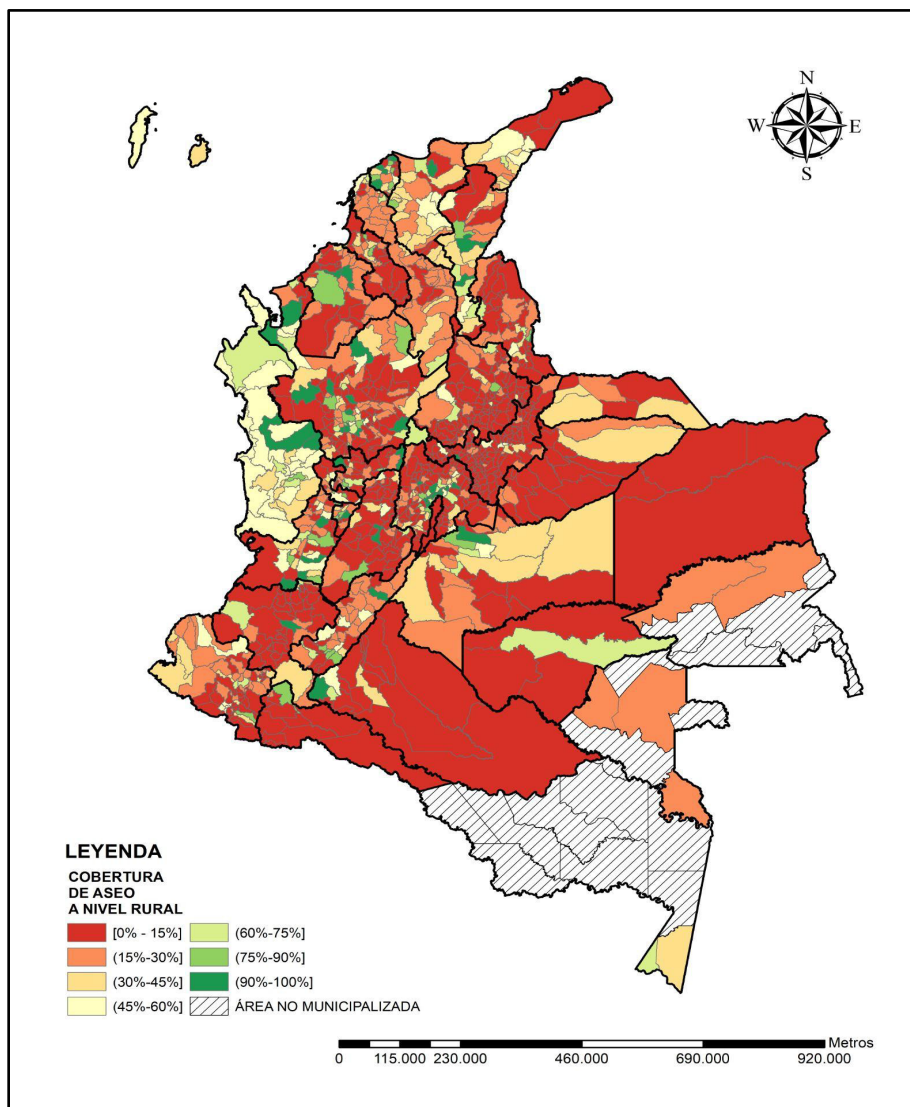 N
W E
S
LEYENDA
COBERTURA
DE ASEO
A NIVEL RURAL
[0% - 15%]
(15%-30%]
(30%-45%]
(45%-60%]
(60%-75%]
(75%-90%]
(90%-100%]
ÁREA NO MUNICIPALIZADA
Metros
0 115.000 230.000 460.000 690.000 920.000